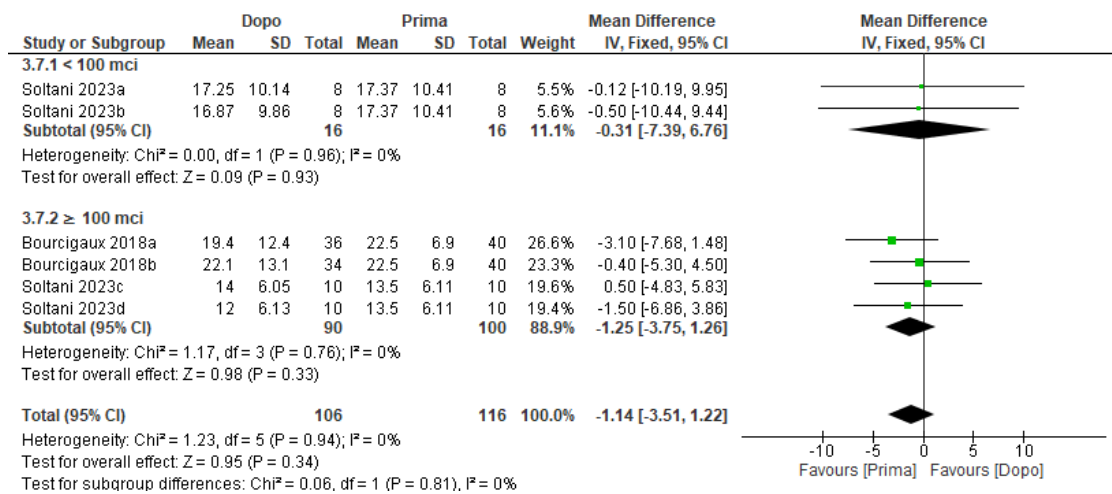 Dopo Prima Mean Difference Mean Difference
Study or Subgroup Mean SD Total Mean SD Total Weight IV, Fixed, 95% CI IV, Fixed, 95% CI
3.7.1 < 100 mci
Soltani 2023a 17.25 10.14 8 17.37 10.41 8 5.5% -0.12 [-10.19, 9.95]
Soltani 2023b 16.87 9.86 8 17.37 10.41 8 5.6% -0.50 [-10.44, 9.44]
Subtotal (95% CI) 16 16 11.1% -0.31 [-7.39, 6.76]
Heterogeneity: Chi² = 0.00, df = 1 (P = 0.96); I² = 0%
Test for overall effect: Z = 0.09 (P = 0.93)
3.7.2 ≥ 100 mci
Bourcigaux 2018a 19.4 12.4 36 22.5 6.9 40 26.6% -3.10 [-7.68, 1.48]
Bourcigaux 2018b 22.1 13.1 34 22.5 6.9 40 23.3% -0.40 [-5.30, 4.50]
Soltani 2023c 14 6.05 10 13.5 6.11 10 19.6% 0.50 [-4.83, 5.83]
Soltani 2023d 12 6.13 10 13.5 6.11 10 19.4% -1.50 [-6.86, 3.86]
Subtotal (95% CI) 90 100 88.9% -1.25 [-3.75, 1.26]
Heterogeneity: Chi² = 1.17, df = 3 (P = 0.76); I² = 0%
Test for overall effect: Z = 0.98 (P = 0.33)
Total (95% CI) 106 116 100.0% -1.14 [-3.51, 1.22]
Heterogeneity: Chi² = 1.23, df = 5 (P = 0.94); I² = 0%
Test for overall effect: Z = 0.95 (P = 0.34)
Test for subgroup differences: Chi² = 0.06, df = 1 (P = 0.81), I² = 0%
-10 -5 0 5 10
Favours [Prima] Favours [Dopo]